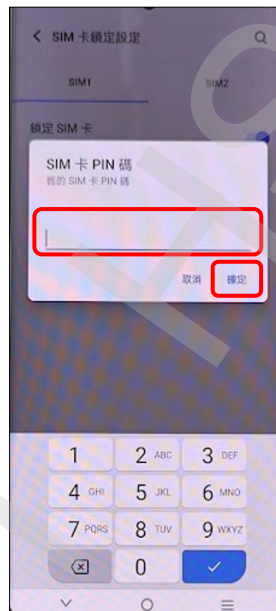 SIM 卡鎖定設定
SIM1 SIM2
鎖定 SIM 卡
SIM 卡 PIN 碼
舊的 SIM 卡 PIN 碼
取消 確定
1 2 ABC 3 DEF
4 GHI 5 JKL 6 MNO
7 PQRS 8 TUV 9 WXYZ
0